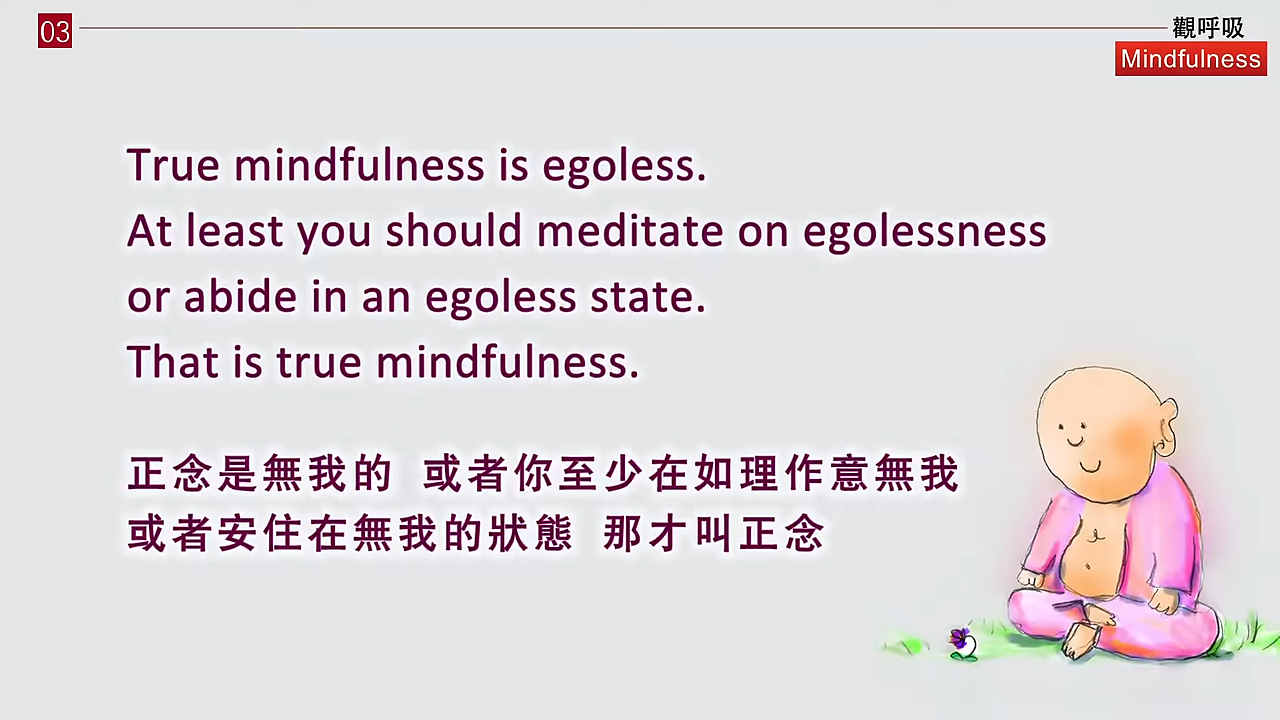 03
觀呼吸
Mindfulness
True mindfulness is egoless.
At least you should meditate on egolessness
or abide in an egoless state.
That is true mindfulness.
正念是無我的 或者你至少在如理作意無我
或者安住在無我的狀態 那才叫正念